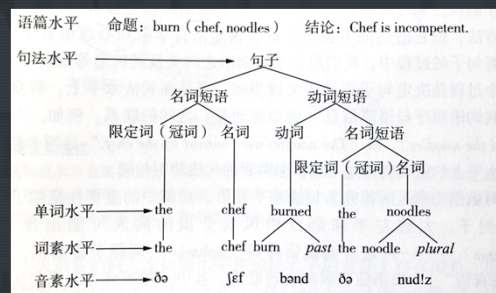 语篇水平 命题：burn（chef, noodles） 结论：Chef is incompetent.
句法水平 句子
名词短语 动词短语
限定词（冠词） 名词 动词 名词短语
限定词（冠词）名词
单词水平 the chef burned the noodles
词素水平 the chef burn past the noodle plural
音素水平 ðə ʃɛf bənd ðə nud!z